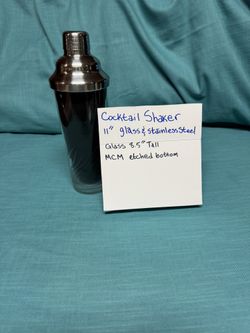 Cocktail Shaker
11" glass & stainless steel
Glass 8.5" Tall
MCM etched bottom